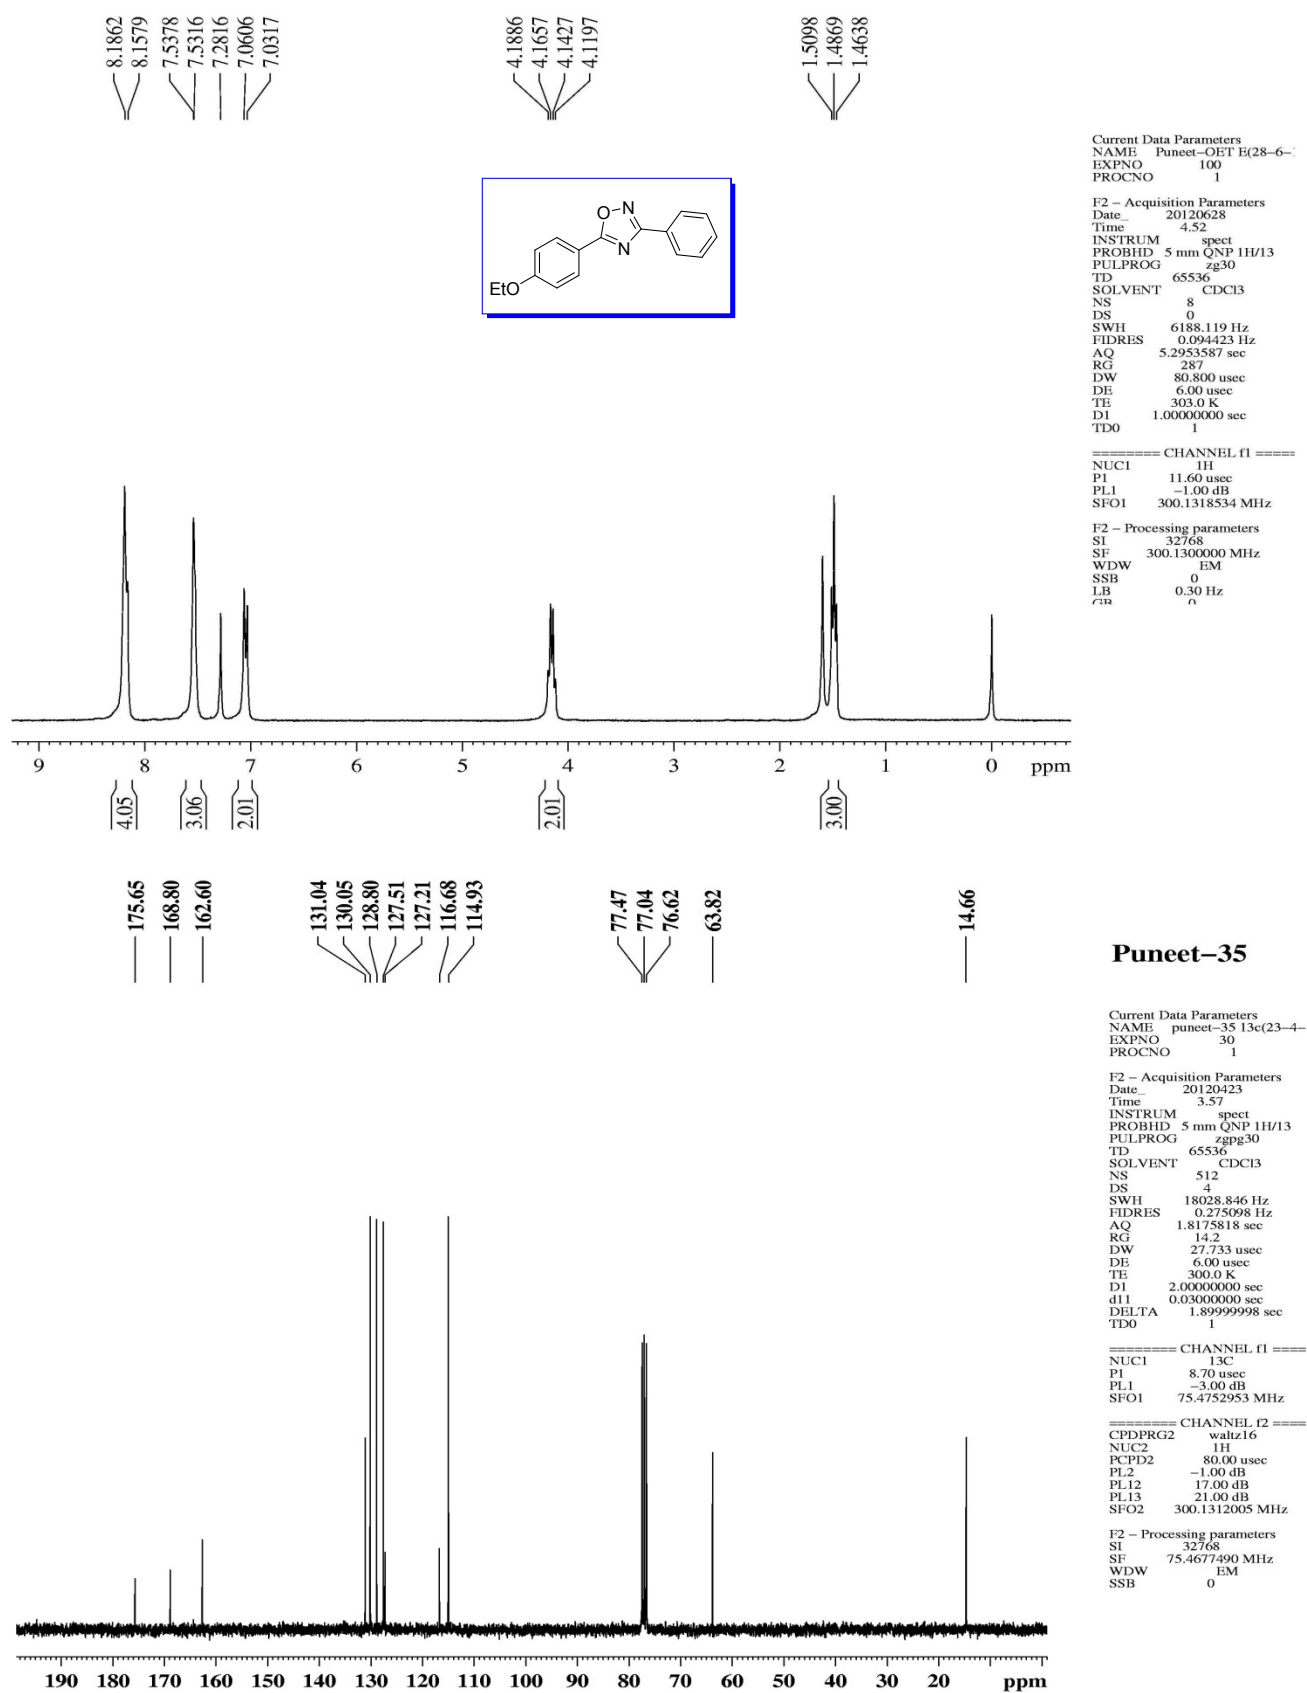 8.1862
8.1579
7.5378
7.5316
7.2816
7.0606
7.0317
4.1886
4.1657
4.1427
4.1197
1.5098
1.4869
1.4638
O N
N
EtO
Current Data Parameters
NAME Puneet–OET E(28–6–
EXPNO 100
PROCNO 1
F2 – Acquisition Parameters
Date_ 20120628
Time 4.52
INSTRUM spect
PROBHD 5 mm QNP 1H/13
PULPROG zg30
TD 65536
SOLVENT CDCl3
NS 8
DS 0
SWH 6188.119 Hz
FIDRES 0.094423 Hz
AQ 5.2953587 sec
RG 287
DW 80.800 usec
DE 6.00 usec
TE 303.0 K
D1 1.00000000 sec
TD0 1
======== CHANNEL f1 =====
NUC1 1H
P1 11.60 usec
PL1 –1.00 dB
SFO1 300.1318534 MHz
F2 – Processing parameters
SI 32768
SF 300.1300000 MHz
WDW EM
SSB 0
LB 0.30 Hz
GB 0
9 8 7 6 5 4 3 2 1 0 ppm
4.05
3.06
2.01
2.01
3.00
175.65
168.80
162.60
131.04
130.05
128.80
127.51
127.21
116.68
114.93
77.47
77.04
76.62
63.82
14.66
Puneet–35
Current Data Parameters
NAME puneet–35 13c(23–4–
EXPNO 30
PROCNO 1
F2 – Acquisition Parameters
Date_ 20120423
Time 3.57
INSTRUM spect
PROBHD 5 mm QNP 1H/13
PULPROG zgpg30
TD 65536
SOLVENT CDCl3
NS 512
DS 4
SWH 18028.846 Hz
FIDRES 0.275098 Hz
AQ 1.8175818 sec
RG 14.2
DW 27.733 usec
DE 6.00 usec
TE 300.0 K
D1 2.00000000 sec
d11 0.03000000 sec
DELTA 1.89999998 sec
TD0 1
======== CHANNEL f1 ====
NUC1 13C
P1 8.70 usec
PL1 –3.00 dB
SFO1 75.4752953 MHz
======== CHANNEL f2 ====
CPDPRG2 waltz16
NUC2 1H
PCPD2 80.00 usec
PL2 –1.00 dB
PL12 17.00 dB
PL13 21.00 dB
SFO2 300.1312005 MHz
F2 – Processing parameters
SI 32768
SF 75.4677490 MHz
WDW EM
SSB 0
190 180 170 160 150 140 130 120 110 100 90 80 70 60 50 40 30 20 ppm